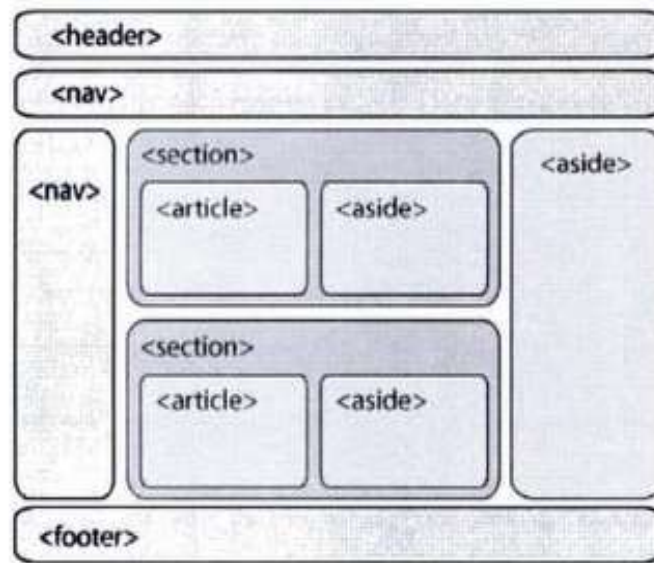 <header>
<nav>
<nav>
<section>
<article> <aside>
<section>
<article> <aside>
<aside>
<footer>